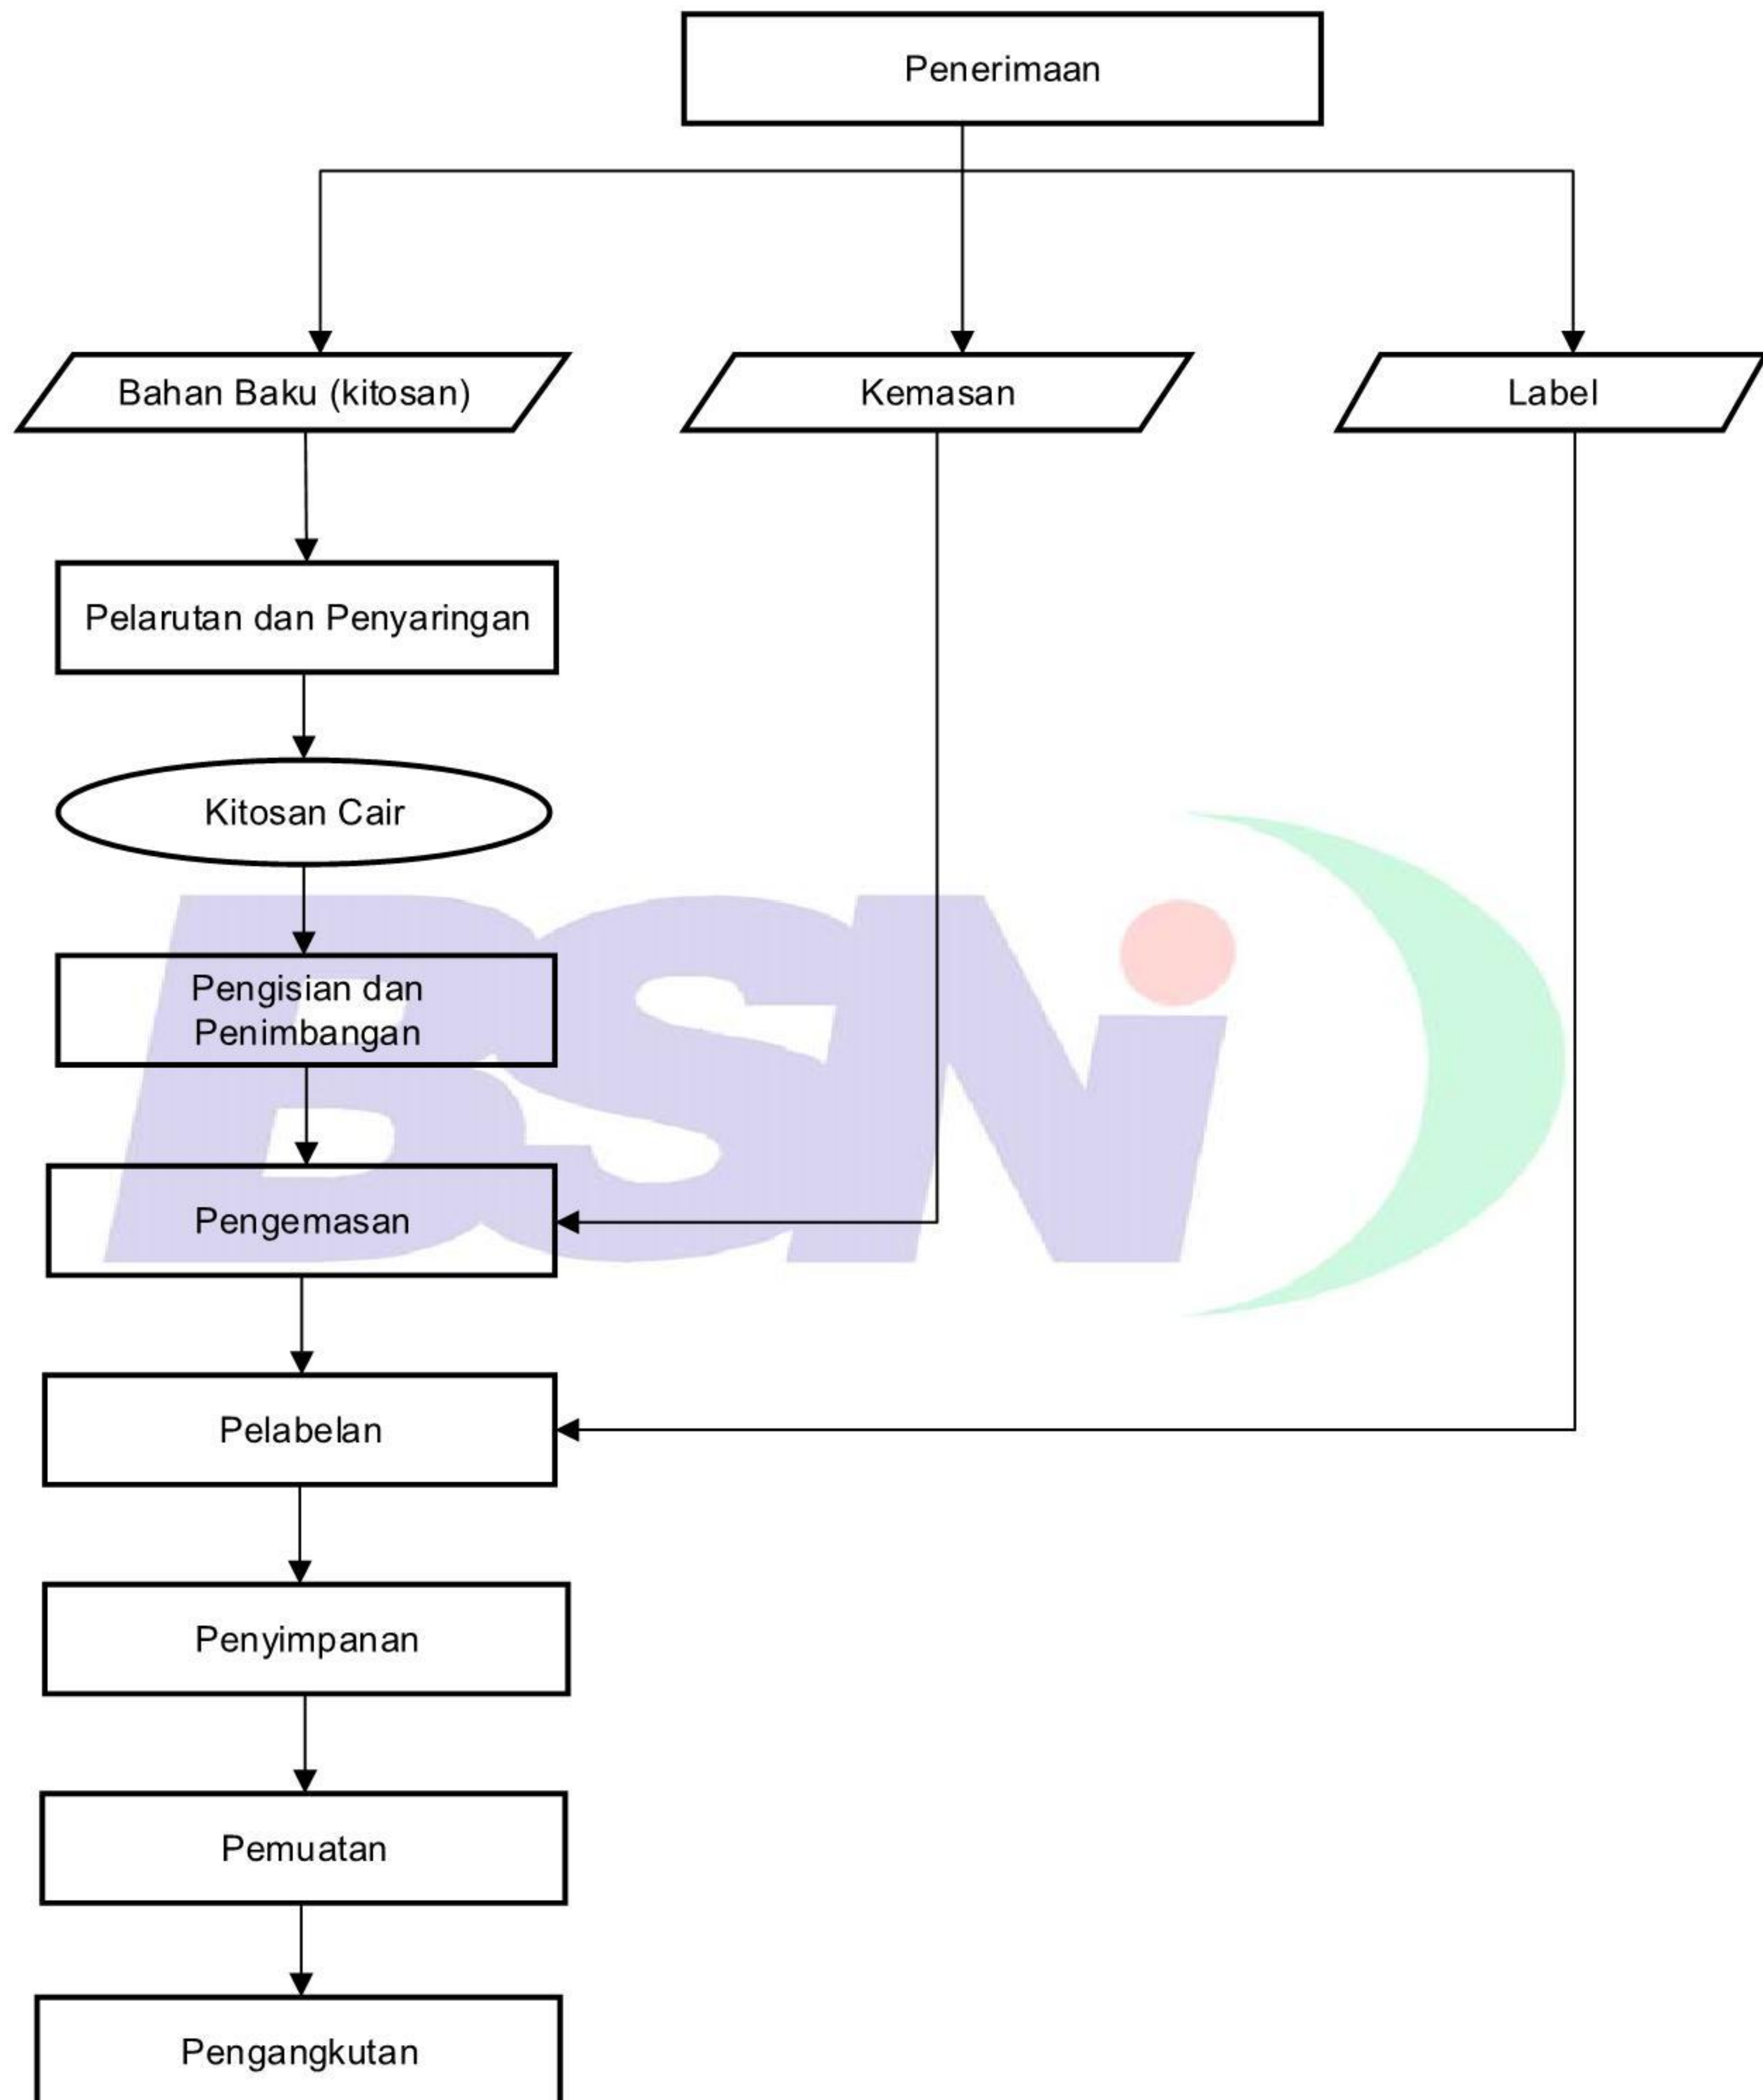 Penerimaan
Bahan Baku (kitosan)
Kemasan
Label
Pelarutan dan Penyaringan
Kitosan Cair
Pengisian dan
Penimbangan
Pengemasan
Pelabelan
Penyimpanan
Pemuatan
Pengangkutan
BSNi